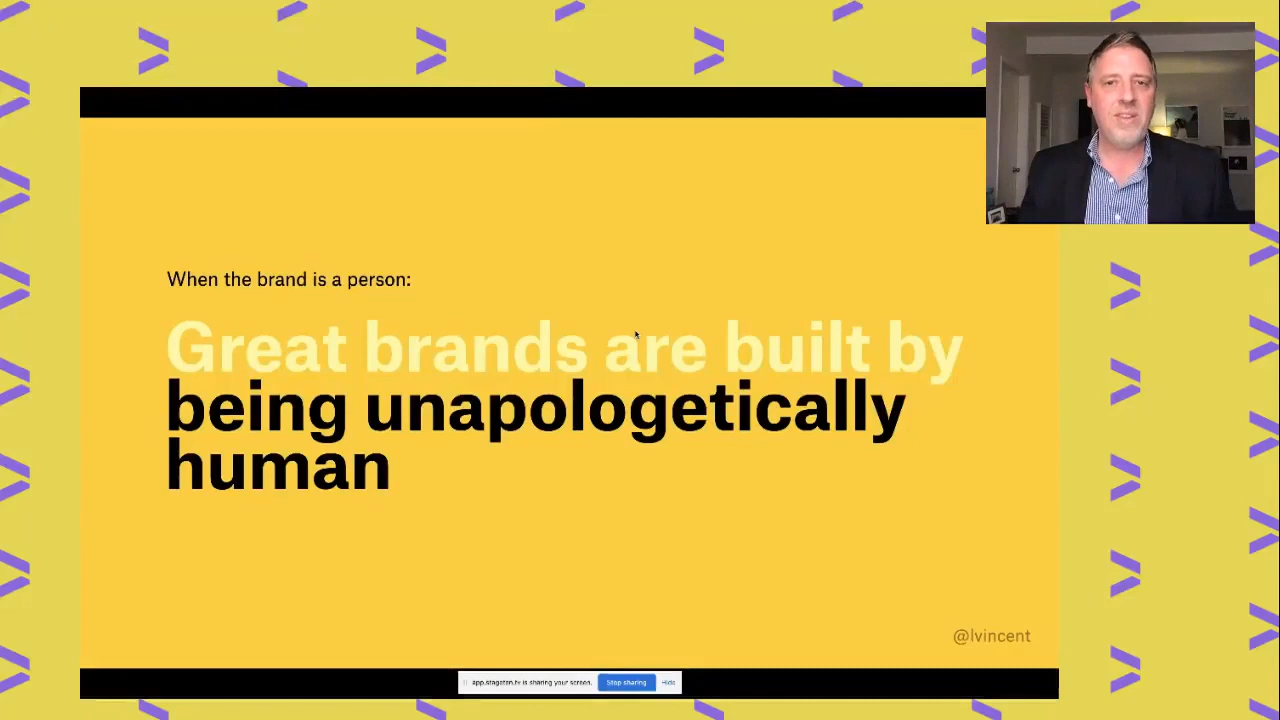 When the brand is a person:
Great brands are built by
being unapologetically
human
@lvincent
app.stageten.tv is sharing your screen.
Stop sharing
Hide